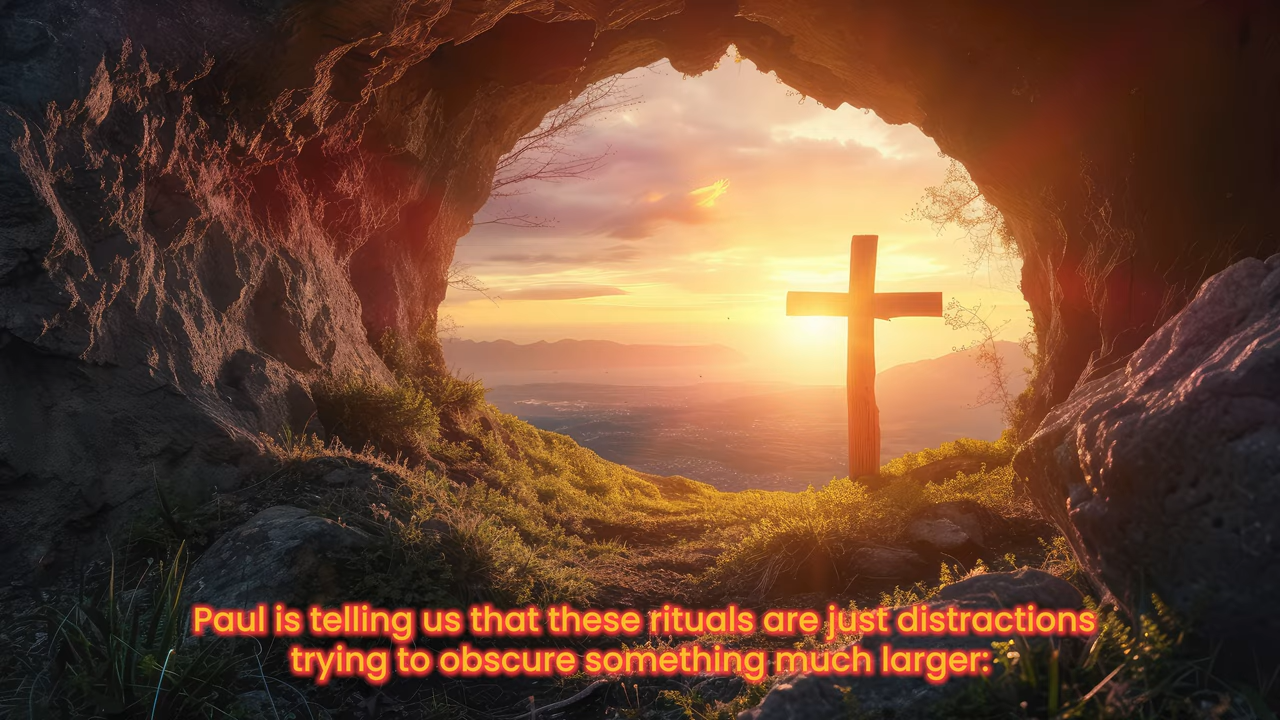 Paul is telling us that these rituals are just distractions
trying to obscure something much larger: